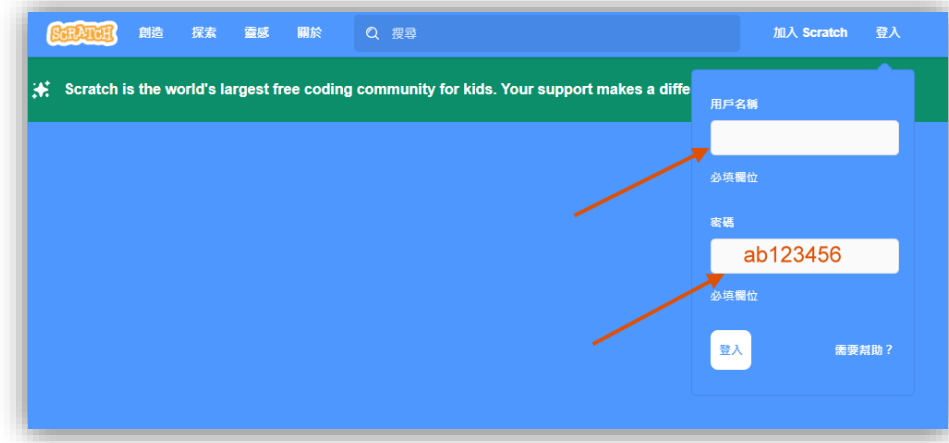 SCRATCH 創造 探索 靈感 關於 搜尋 加入 Scratch 登入
Scratch is the world's largest free coding community for kids. Your support makes a diffe
用戶名稱
必填欄位
密碼
ab123456
必填欄位
登入 需要幫助？